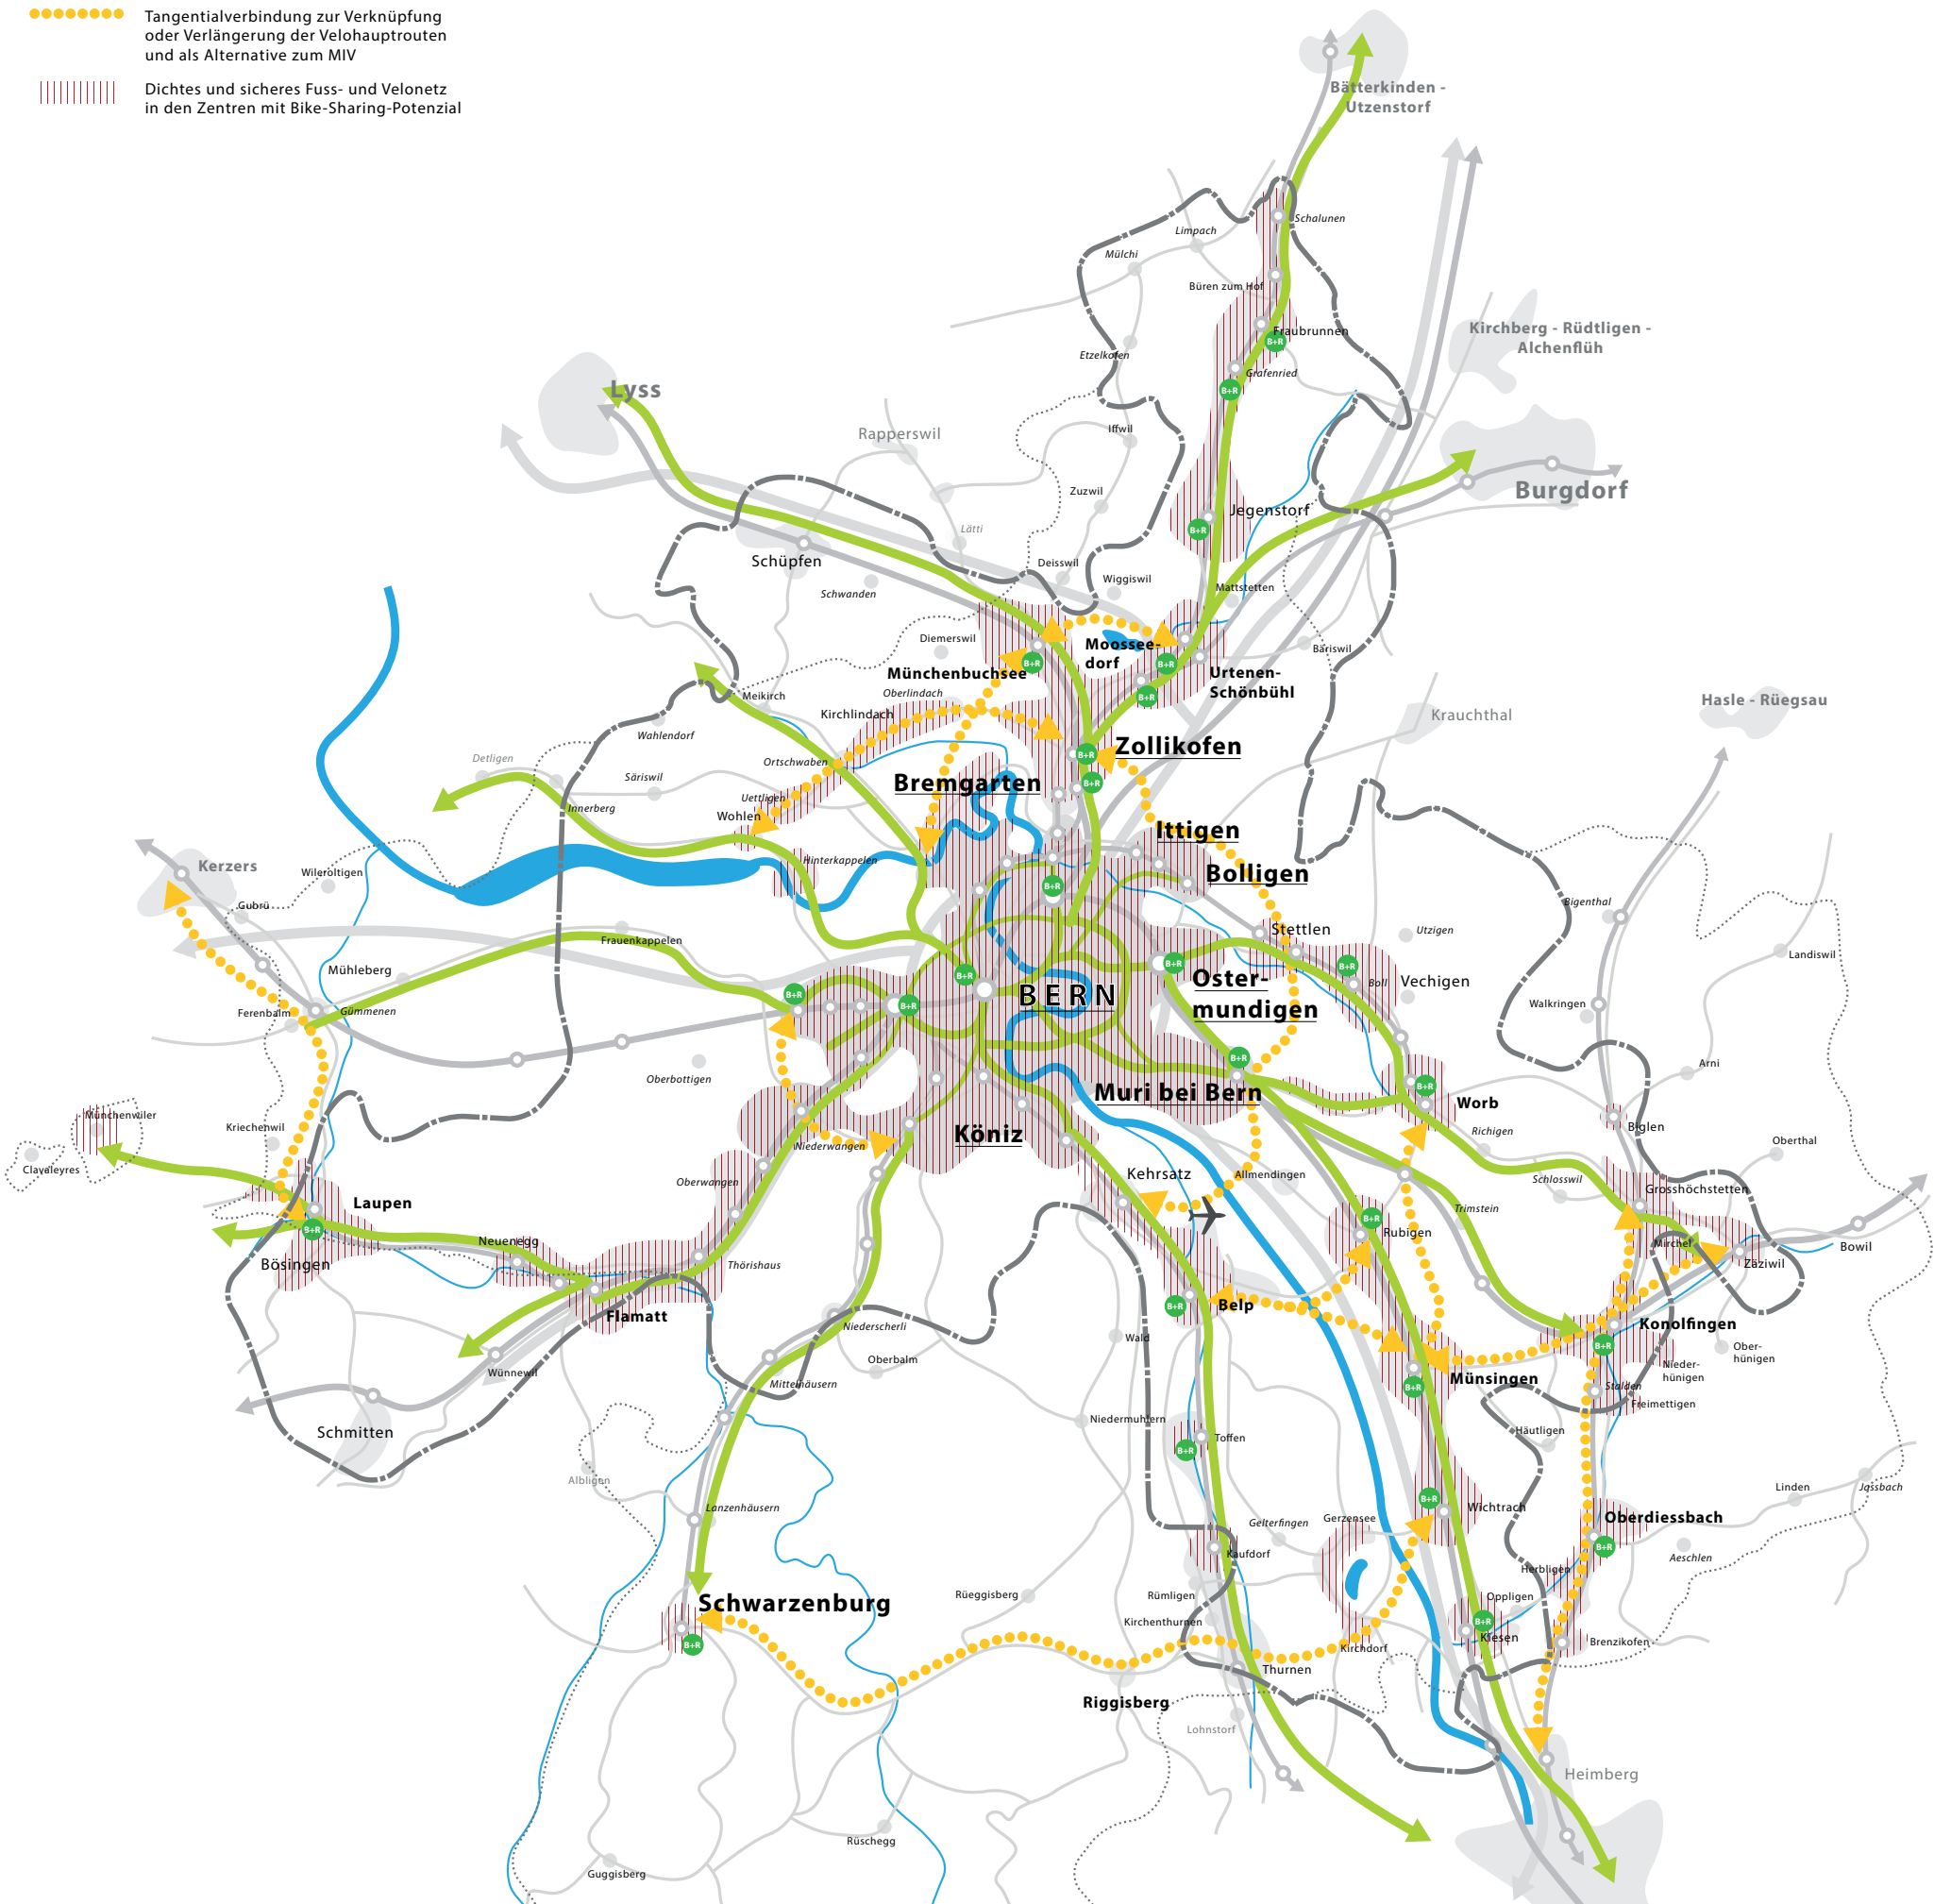 Tangentialverbindung zur Verknüpfung
oder Verlängerung der Velohauptrouten
und als Alternative zum MIV
Dichtes und sicheres Fuss- und Velonetz
in den Zentren mit Bike-Sharing-Potenzial
Bätterkinden -
Utzenstorf
Schalunen
Limpach
Mülchi
Büren zum Hof
Fraubrunnen
B+R
Kirchberg - Rüdtligen -
Alchenflüh
Etzelkofen
Grafenried
B+R
Lyss
Rapperswil
Iffwil
Burgdorf
Zuzwil
Jegenstorf
B+R
Lätti
Schüpfen
Deisswil
Wiggiswil
Mattstetten
Schwanden
Diemerswil
Moossee-
dorf
Bäriswil
B+R
B+R
Münchenbuchsee
Urtenen-
Schönbühl
Oberlindach
B+R
Meikirch
Hasle - Rüegsau
Kirchlindach
Krauchthal
Wahlendorf
Zollikofen
B+R
Detligen
Ortschwaben
Säriswil
Bremgarten
B+R
Uettligen
Innerberg
Wohlen
Ittigen
Hinterkappelen
Kerzers
Wileroltigen
Bolligen
B+R
Gubrü
Bigenthal
Stettlen
Utzigen
Frauenkappelen
Landiswil
Mühleberg
B+R
B+R
B+R
Oster-
mundigen
Boll
Vechigen
B+R
BERN
B+R
Walkringen
Ferenbalm
Gümmenen
B+R
Arni
Oberbottigen
B+R
Muri bei Bern
Worb
Münchenwiler
Kriechenwil
Köniz
Richigen
Biglen
Oberthal
Niederwangen
Clavaleyres
Kehrsatz
Allmendingen
Oberwangen
Schlosswil
Grosshöchstetten
Laupen
Trimstein
B+R
B+R
Rubigen
Neuenegg
Mirchel
Bowil
Bösingen
Thörishaus
Zäziwil
Belp
B+R
Flamatt
Konolfingen
Niederscherli
Wald
B+R
Ober-
hünigen
Oberbalm
Nieder-
hünigen
Wünnewil
Münsingen
Mittelhäusern
B+R
Stalden
Freimettigen
Niedermuhlern
Schmitten
Toffen
Häutligen
B+R
Albligen
Linden
Jassbach
B+R
Lanzenhäusern
Wichtrach
Gelterfingen
Gerzensee
Oberdiessbach
B+R
Kaufdorf
Aeschlen
Herbligen
Rüeggisberg
Rümligen
Oppligen
Schwarzenburg
Kirchenthurnen
B+R
Kiesen
B+R
Kirchdorf
Brenzikofen
Thurnen
Riggisberg
Lohnstorf
Heimberg
Rüschegg
Guggisberg